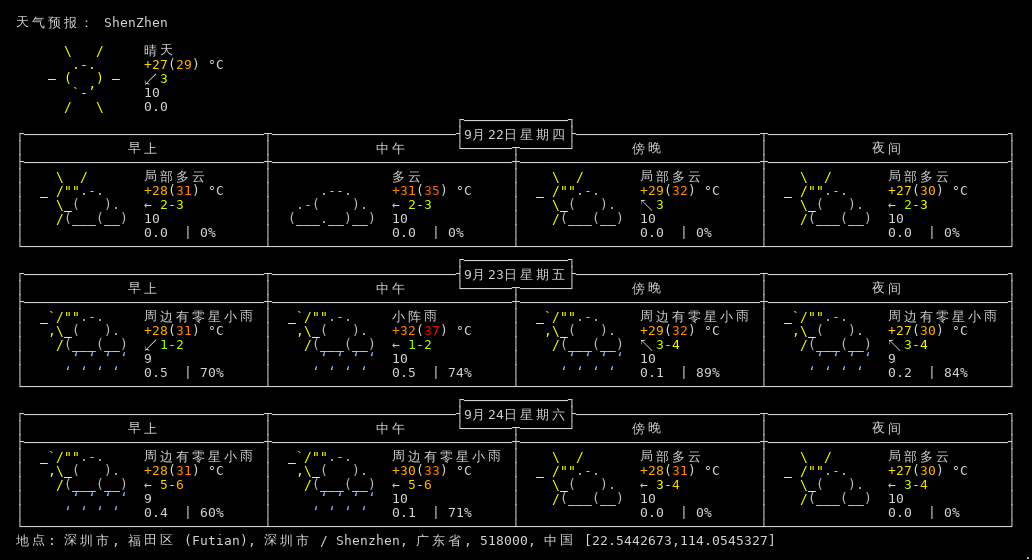 天气预报： ShenZhen
晴天
+27(29) °C
↙ 3
10
0.0
9月22日星期四
早上 中午 傍晚 夜间
局部多云 多云 局部多云 局部多云
+28(31) °C +31(35) °C +29(32) °C +27(30) °C
← 2-3 ← 2-3 ↖ 3 ← 2-3
10 10 10 10
0.0 | 0% 0.0 | 0% 0.0 | 0% 0.0 | 0%
9月23日星期五
早上 中午 傍晚 夜间
周边有零星小雨 小阵雨 周边有零星小雨 周边有零星小雨
+28(31) °C +32(37) °C +29(32) °C +27(30) °C
↙ 1-2 ← 1-2 ↖ 3-4 ↖ 3-4
9 10 10 9
0.5 | 70% 0.5 | 74% 0.1 | 89% 0.2 | 84%
9月24日星期六
早上 中午 傍晚 夜间
周边有零星小雨 周边有零星小雨 局部多云 局部多云
+28(31) °C +30(33) °C +28(31) °C +27(30) °C
← 5-6 ← 5-6 ← 3-4 ← 3-4
9 10 10 10
0.4 | 60% 0.1 | 71% 0.0 | 0% 0.0 | 0%
地点: 深圳市, 福田区 (Futian), 深圳市 / Shenzhen, 广东省, 518000, 中国 [22.5442673,114.0545327]